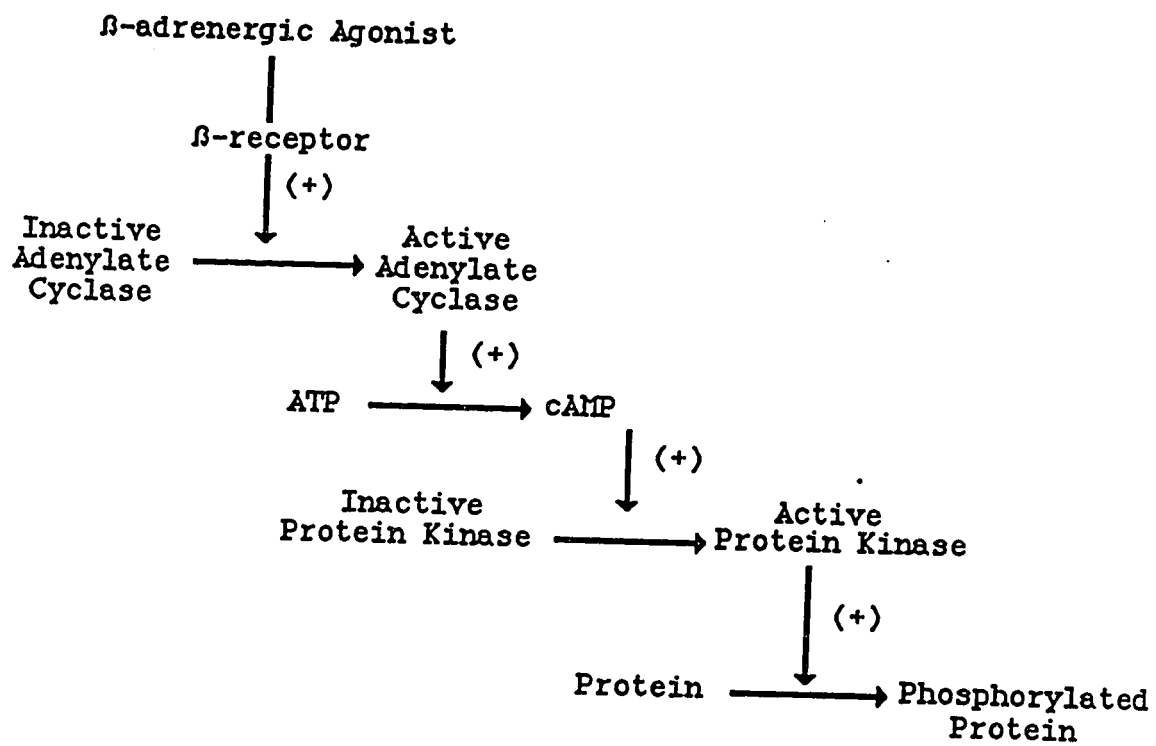 ß-adrenergic Agonist
ß-receptor
(+)
Inactive
Adenylate
Cyclase
Active
Adenylate
Cyclase
(+)
ATP
cAMP
(+)
Inactive
Protein Kinase
Active
Protein Kinase
(+)
Protein
Phosphorylated
Protein